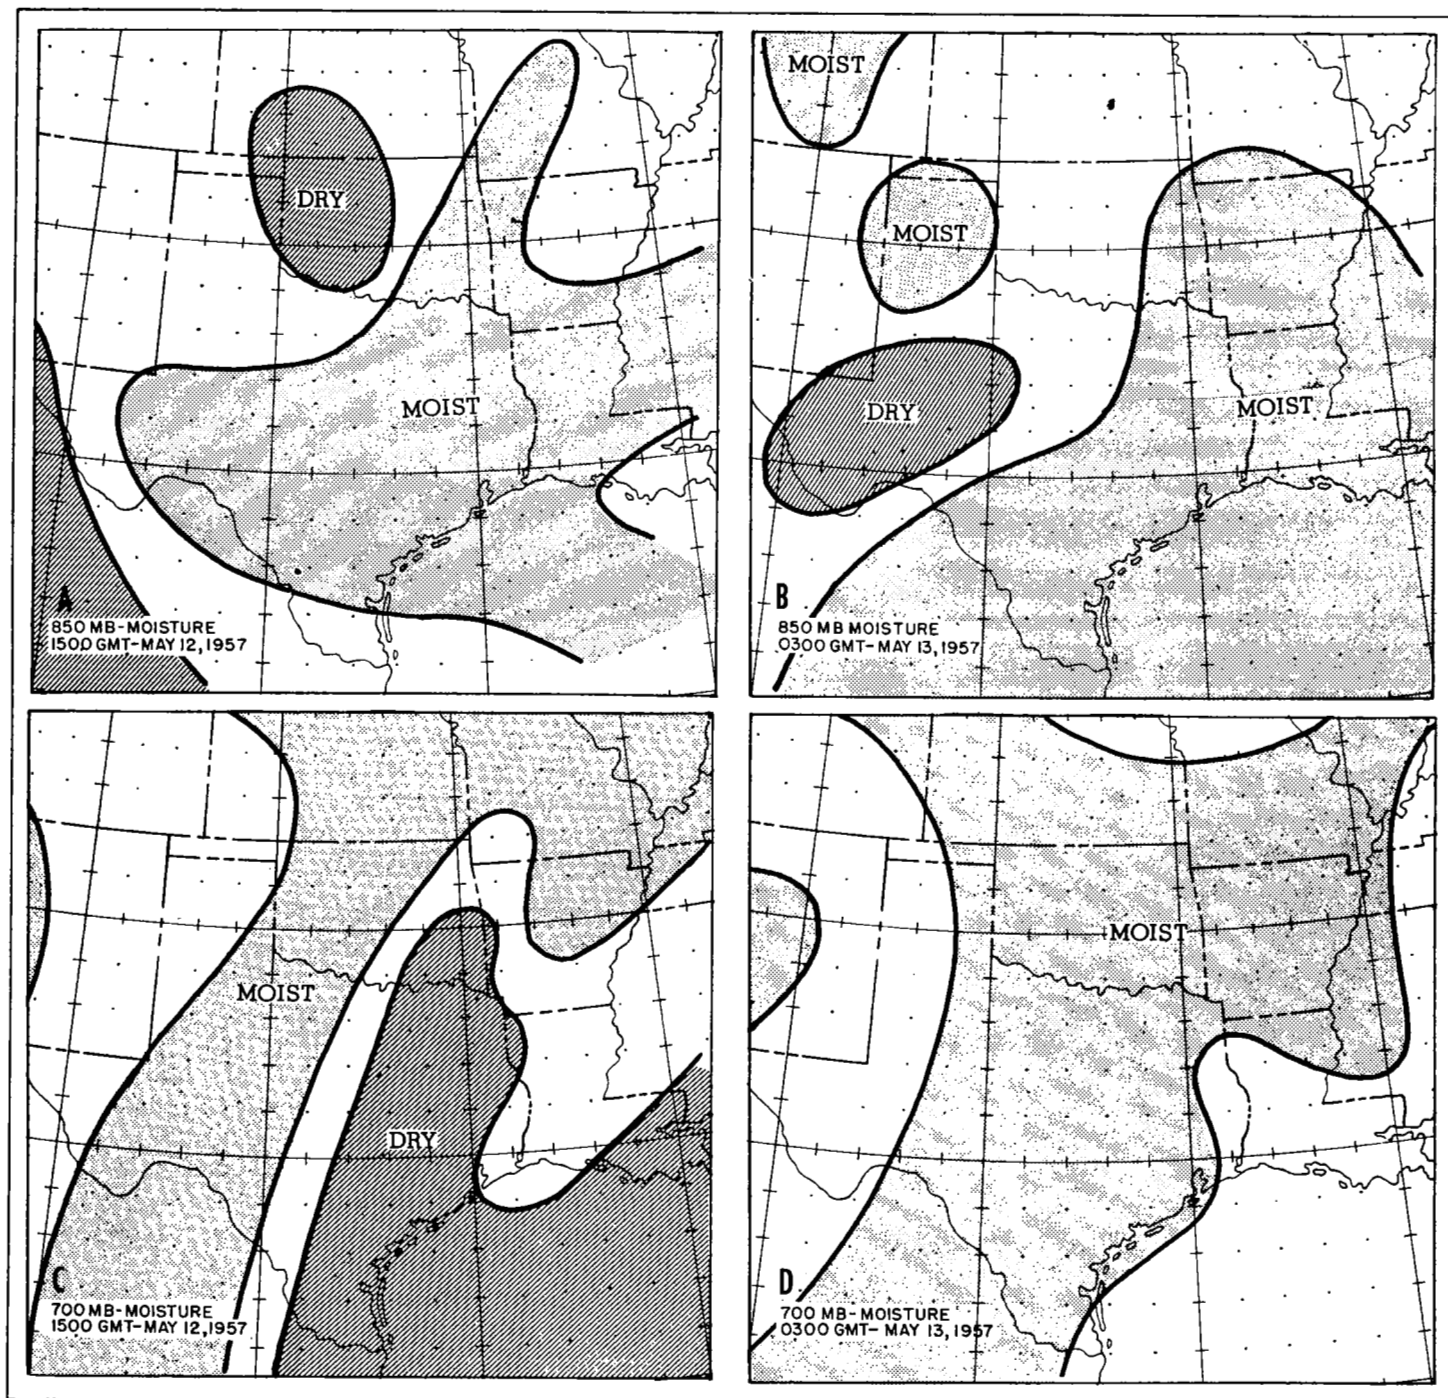 DRY
MOIST
A
850 MB-MOISTURE
1500 GMT-MAY 12, 1957
MOIST
MOIST
DRY
MOIST
B
850 MB MOISTURE
0300 GMT-MAY 13, 1957
MOIST
DRY
C
700 MB-MOISTURE
1500 GMT-MAY 12, 1957
MOIST
D
700 MB-MOISTURE
0300 GMT-MAY 13, 1957